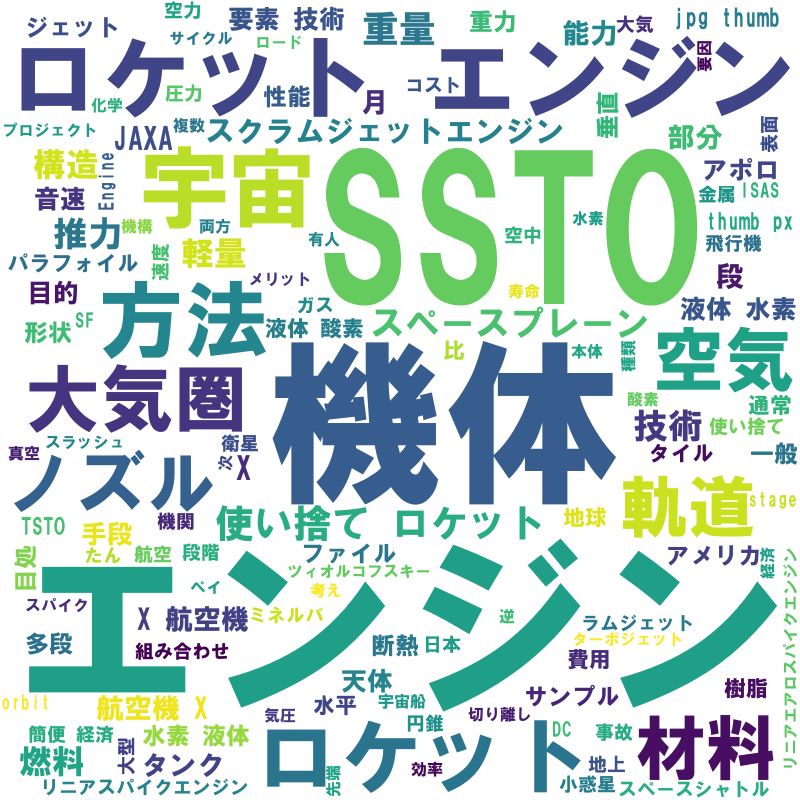 空力
要素 技術
重量
重力
能力
大気
jpg thumb
ジェット
サイクル
ロード
ロケット エンジン
要因
化学
圧力
性能
月
コスト
プロジェクト
JAXA
複数
スクラムジェットエンジン
垂直
部分
表面
構造
Engine
宇宙
SSTO
アポロ
音速
金属
ISAS
推力
機構
両方
有人
空中
水素
thumb px
飛行機
パラフォイル
速度
軽量
メリット
寿命
段
目的
方法
ガス
液体 水素
形状
SF
液体 酸素
スペースプレーン
比
本体
種類
空気
大気圏
機体
酸素
通常
使い捨て
技術
スラッシュ
衛星
真空
次
X
タイル
一般
ノズル
軌道
stage
TSTO
手段
機関
使い捨て ロケット
地球
目処
たん
航空
段階
ファイル
アメリカ
経済
ツィオルコフスキー
エンジン
スパイク
ペイ
考え
X 航空機
ミネルバ
逆
ラムジェット
ターボジェット
リニアエアロスパイクエンジン
多段
組み合わせ
断熱
日本
費用
天体
樹脂
orbit
航空機 X
水平
宇宙船
サンプル
気圧
円錐
切り離し
簡便 経済
水素 液体
ロケット
DC
事故
材料
燃料
大型
タンク
先端
効率
地上
リニアスパイクエンジン
小惑星
スペースシャトル